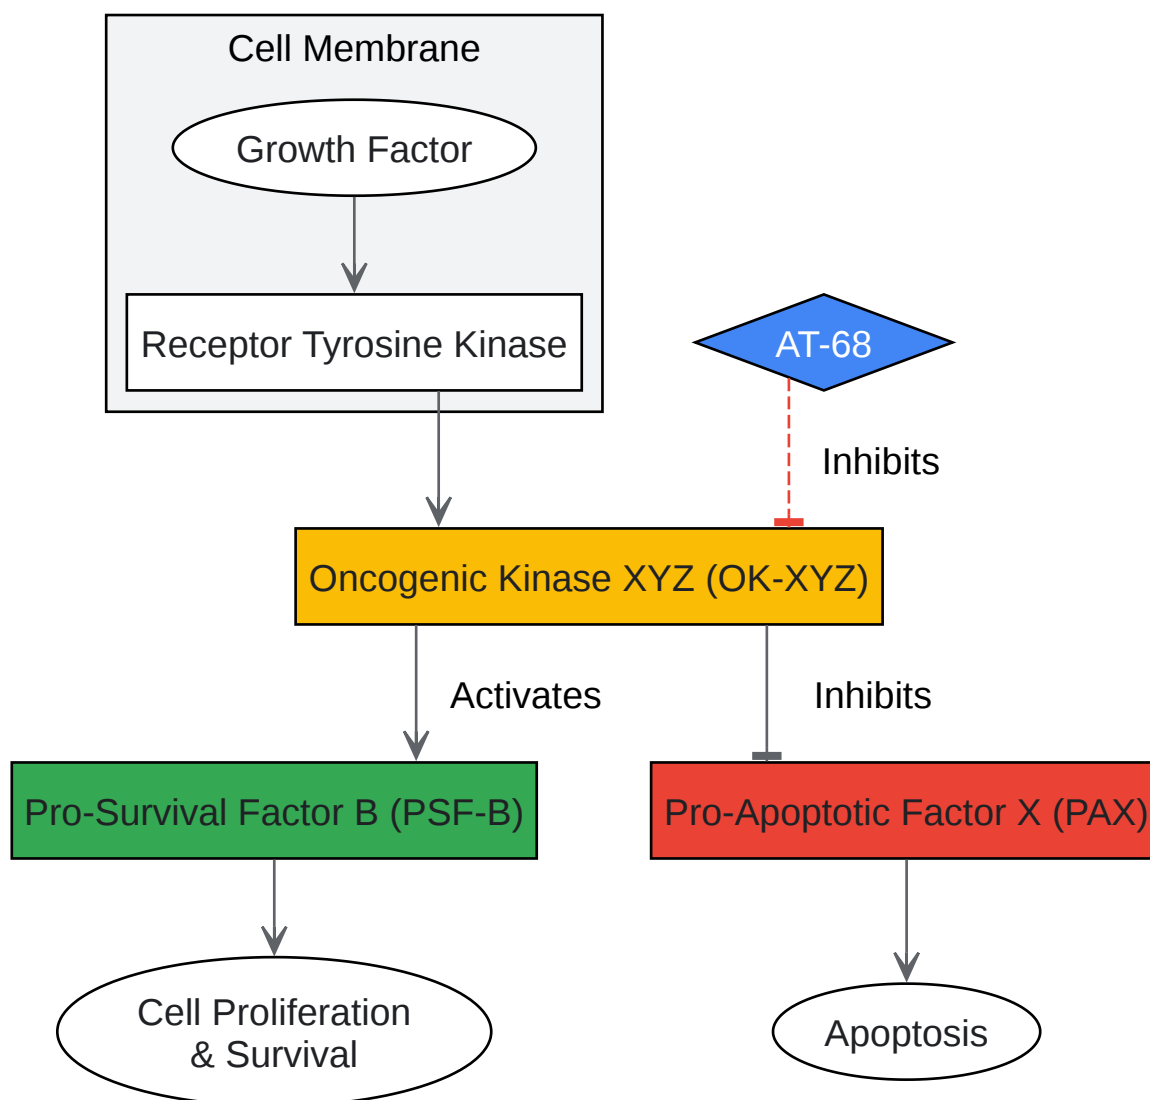 Cell Membrane
Growth Factor
Receptor Tyrosine Kinase
AT-68
Inhibits
Oncogenic Kinase XYZ (OK-XYZ)
Activates
Inhibits
Pro-Survival Factor B (PSF-B)
Pro-Apoptotic Factor X (PAX)
Cell Proliferation
& Survival
Apoptosis